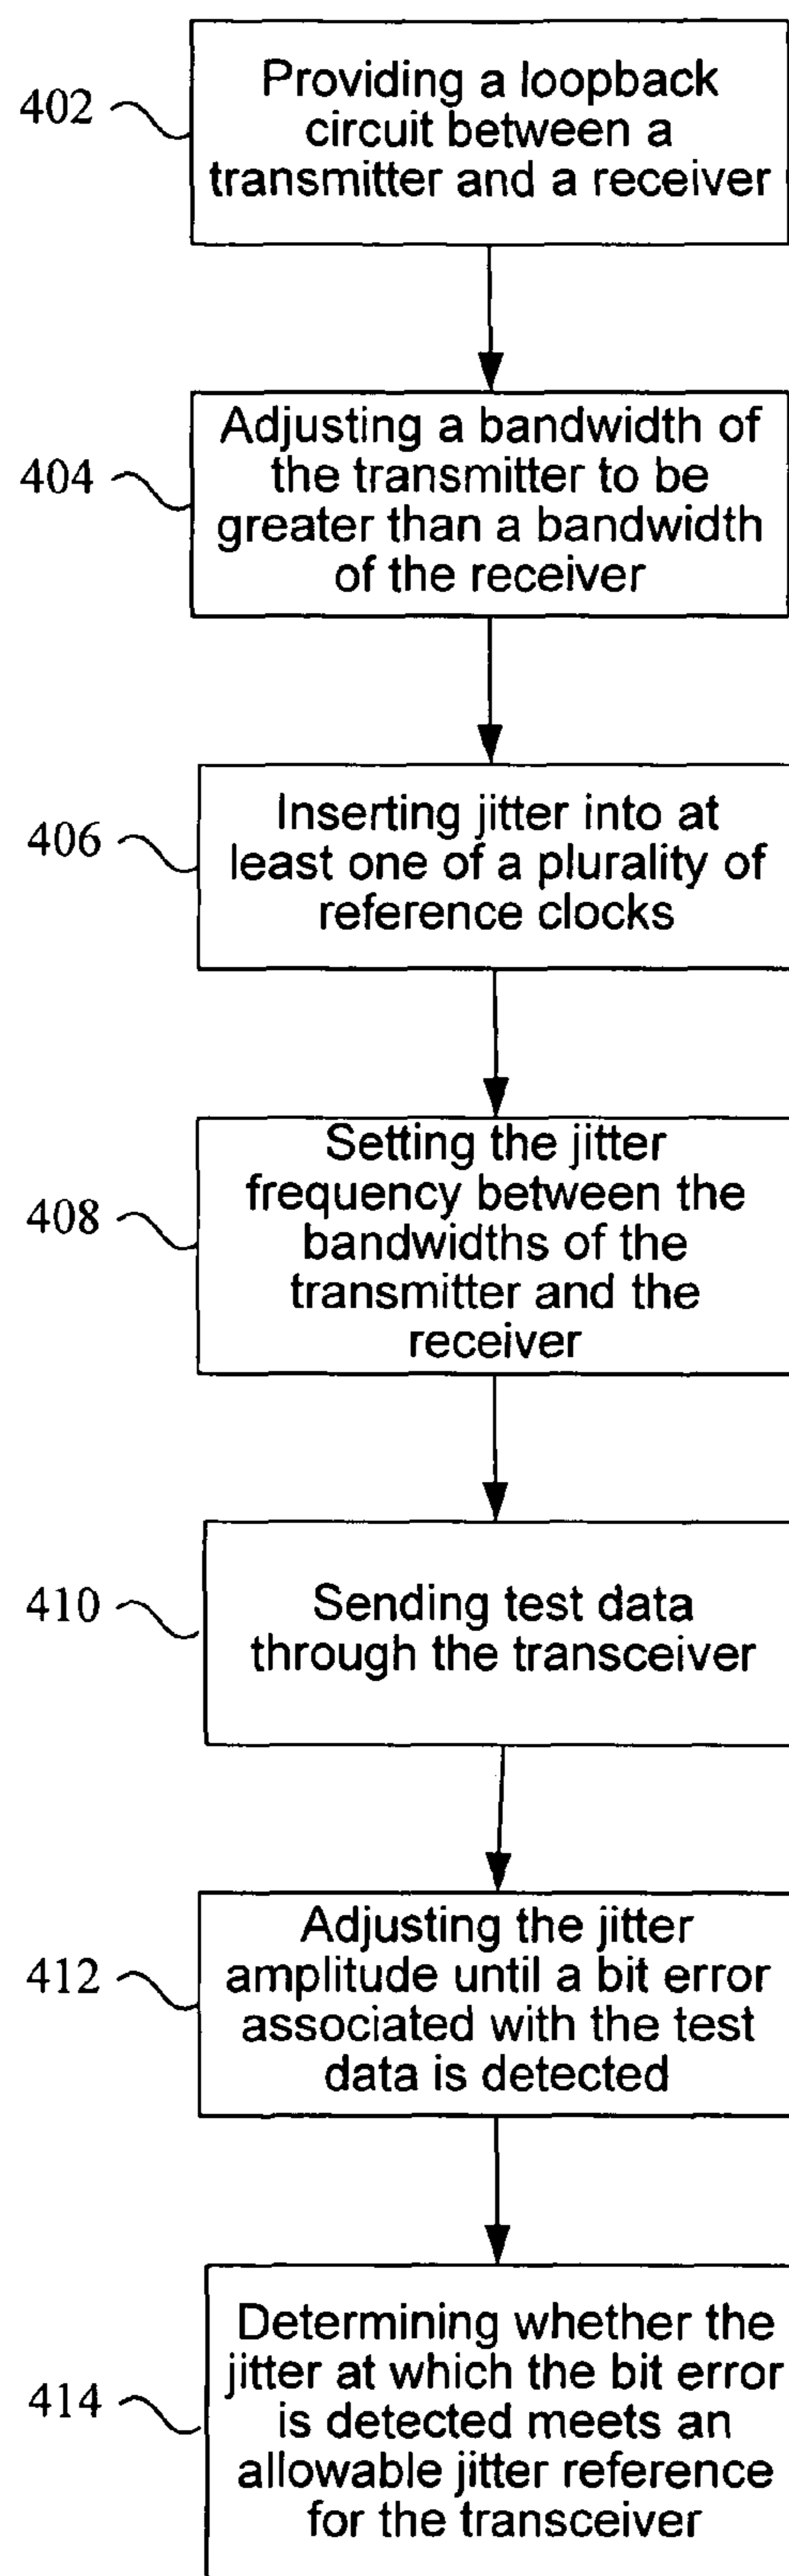 402
Providing a loopback
circuit between a
transmitter and a receiver
404
Adjusting a bandwidth of
the transmitter to be
greater than a bandwidth
of the receiver
406
Inserting jitter into at
least one of a plurality of
reference clocks
408
Setting the jitter
frequency between the
bandwidths of the
transmitter and the
receiver
410
Sending test data
through the transceiver
412
Adjusting the jitter
amplitude until a bit error
associated with the test
data is detected
414
Determining whether the
jitter at which the bit error
is detected meets an
allowable jitter reference
for the transceiver